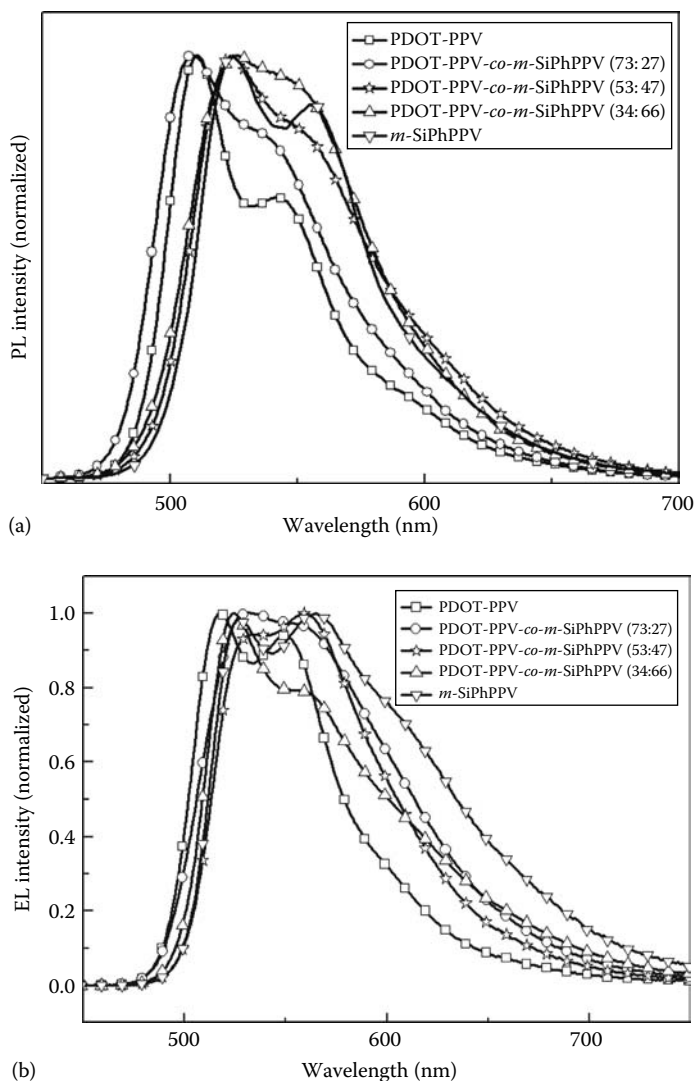 PDOT-PPV
PDOT-PPV-co-m-SiPhPPV (73:27)
PDOT-PPV-co-m-SiPhPPV (53:47)
PDOT-PPV-co-m-SiPhPPV (34:66)
m-SiPhPPV
PL intensity (normalized)
500
600
700
Wavelength (nm)
(a)
PDOT-PPV
PDOT-PPV-co-m-SiPhPPV (73:27)
PDOT-PPV-co-m-SiPhPPV (53:47)
PDOT-PPV-co-m-SiPhPPV (34:66)
m-SiPhPPV
EL intensity (normalized)
1.0
0.8
0.6
0.4
0.2
0.0
500
600
700
Wavelength (nm)
(b)